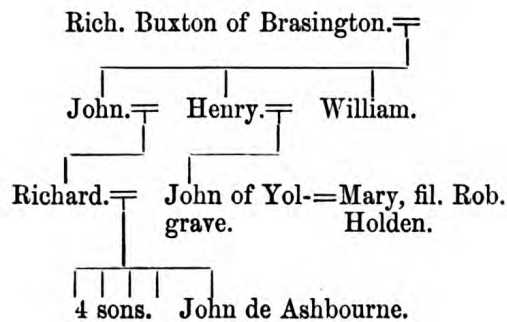 Rich. Buxton of Brasington.
John. Henry. William.
Richard. John of Yol-=Mary, fil. Rob.
grave. Holden.
4 sons. John de Ashbourne.